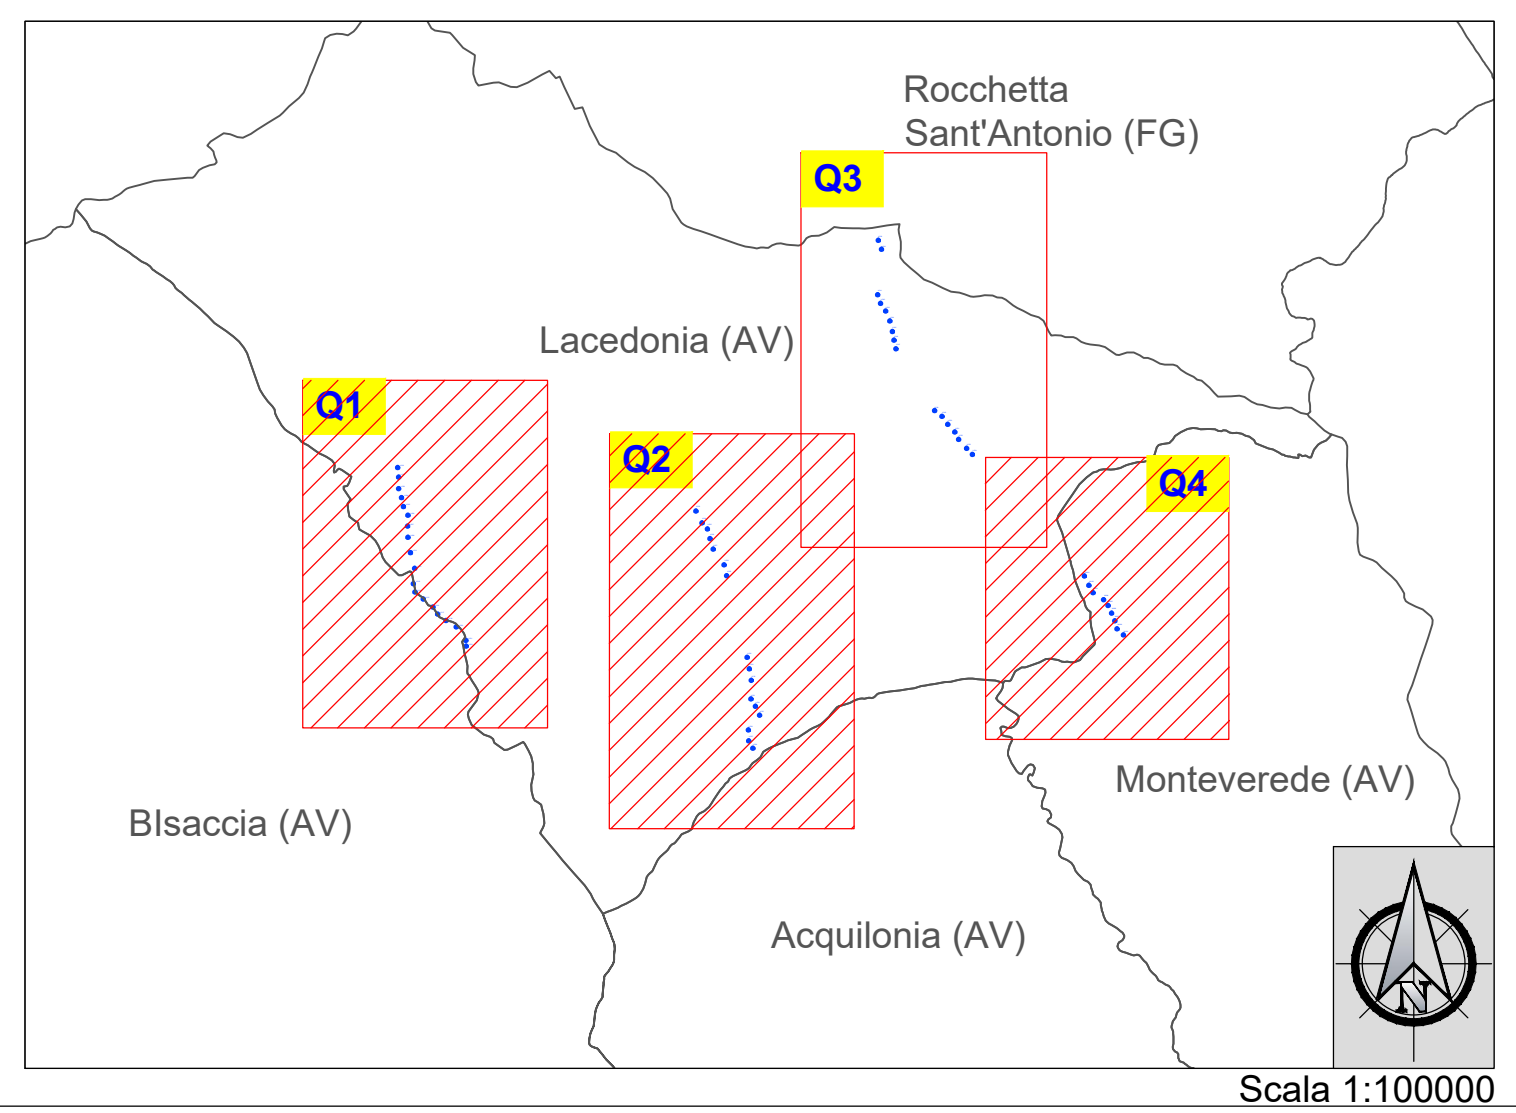 Rocchetta
Sant'Antonio (FG)
Q3
Lacedonia (AV)
Q1
Q2
Q4
Monteverede (AV)
BIsaccia (AV)
Acquilonia (AV)
N
Scala 1:100000